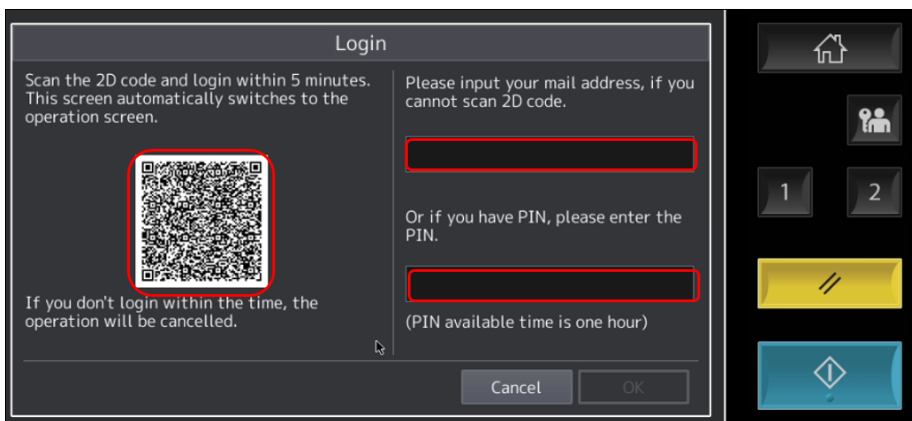 Login
Scan the 2D code and login within 5 minutes.
This screen automatically switches to the
operation screen.
If you don't login within the time, the
operation will be cancelled.
Please input your mail address, if you
cannot scan 2D code.
Or if you have PIN, please enter the
PIN.
(PIN available time is one hour)
Cancel
OK
1
2